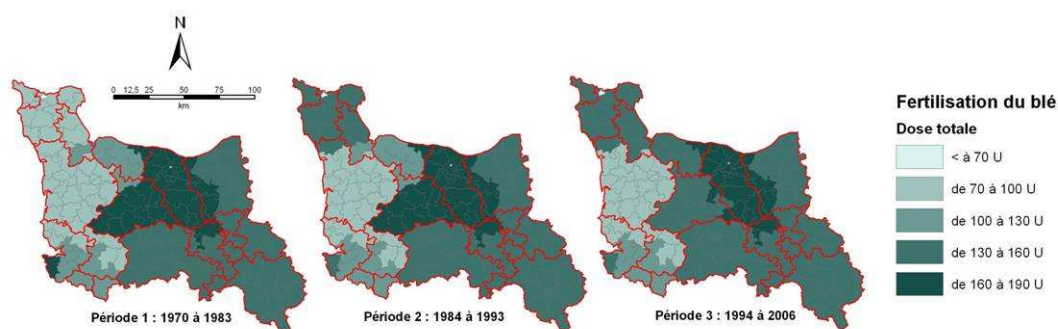 N
0 12,5 25 50 75 100
km
Fertilisation du blé
Dose totale
< à 70 U
de 70 à 100 U
de 100 à 130 U
de 130 à 160 U
de 160 à 190 U
Période 1 : 1970 à 1983
Période 2 : 1984 à 1993
Période 3 : 1994 à 2006